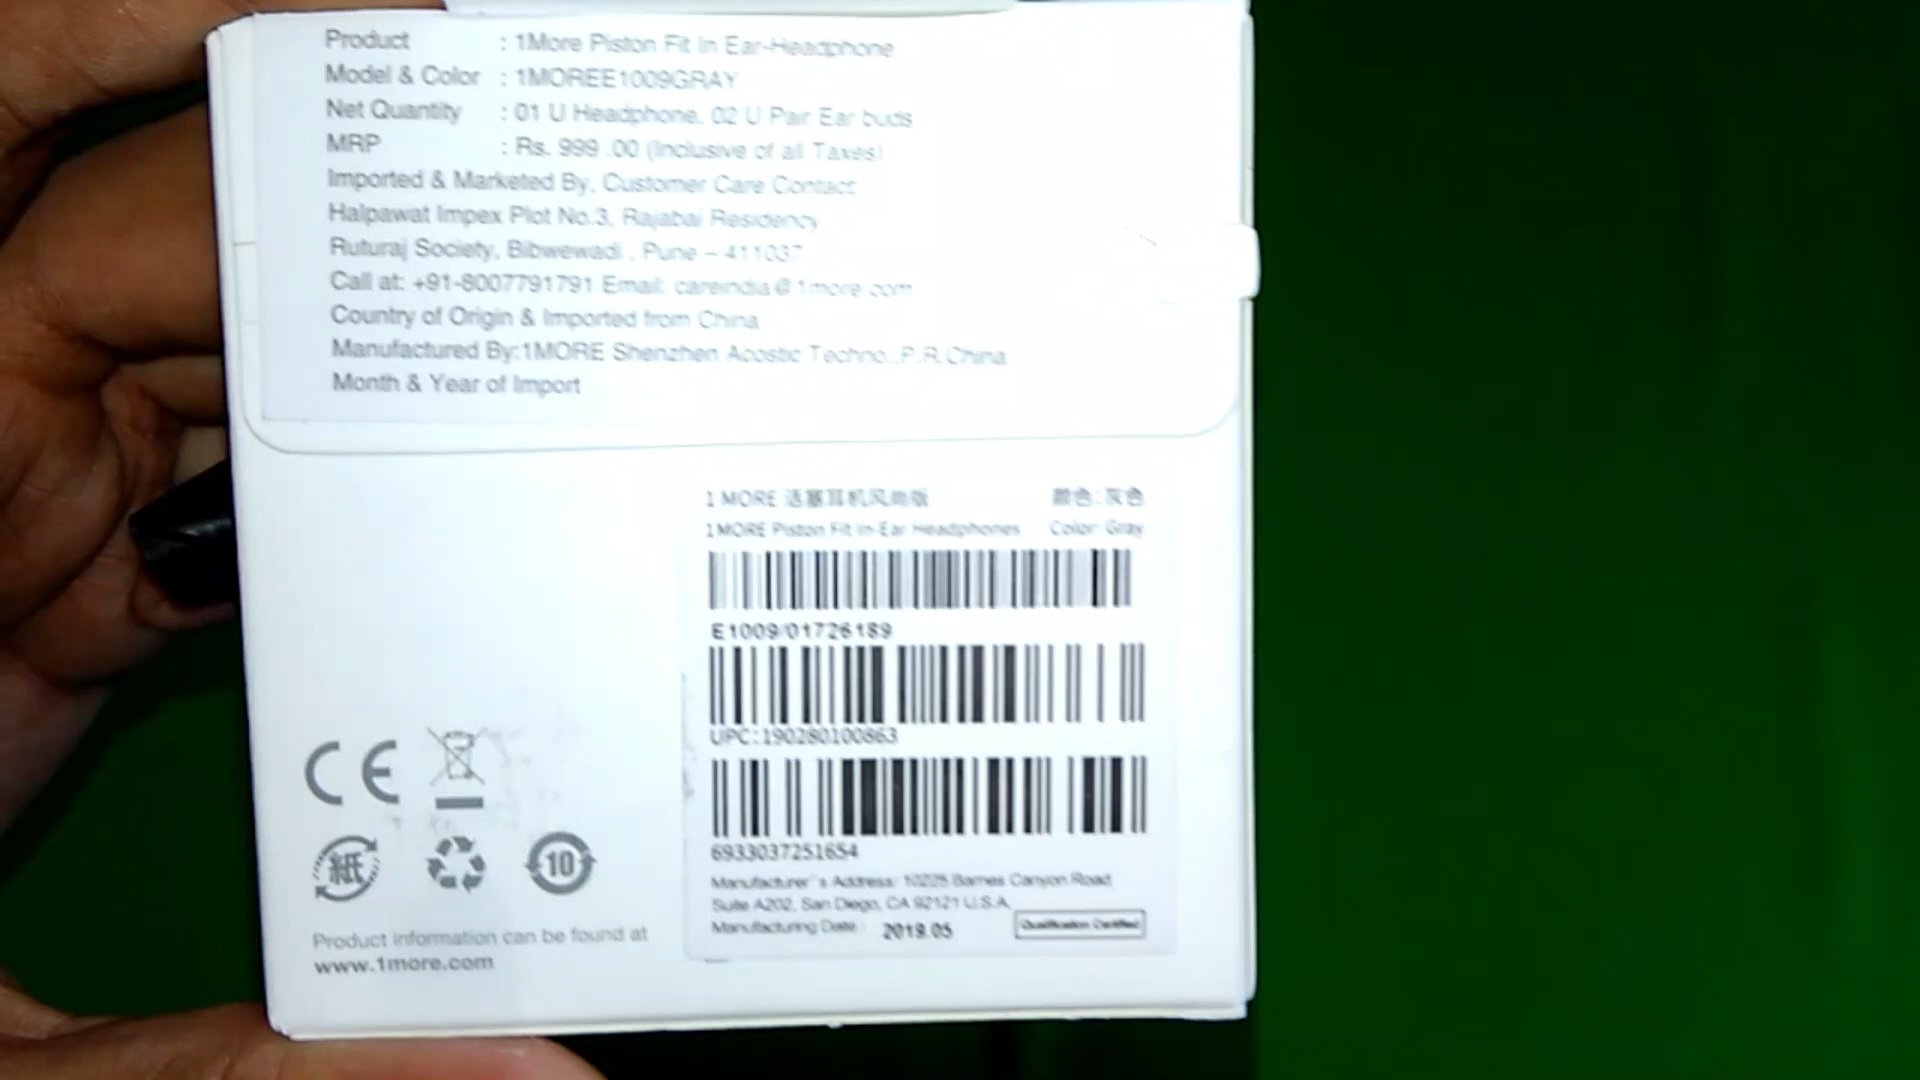 Product : 1More Piston Fit In Ear-Headphone
Model & Color : 1MOREE1009GRAY
Net Quantity : 01 U Headphone, 02 U Pair Ear buds
MRP : Rs. 999 .00 (Inclusive of all Taxes)
Imported & Marketed By, Customer Care Contact
Halpawat Impex Plot No.3, Rajabai Residency
Ruturaj Society, Bibwewadi , Pune – 411037
Call at: +91-8007791791 Email: careindia@1more.com
Country of Origin & Imported from China
Manufactured By:1MORE Shenzhen Acostic Techno..P.R.China
Month & Year of Import
1 MORE 活塞耳机风尚版 颜色:灰色
1MORE Piston Fit In-Ear Headphones Color: Gray
E1009/01726189
UPC:190280100863
6933037251654
Manufacturer's Address: 10225 Barnes Canyon Road
Suite A202, San Diego, CA 92121 U.S.A.
Manufacturing Date : 2019.05
Qualification Certified
CE
紙
10
Product information can be found at
www.1more.com